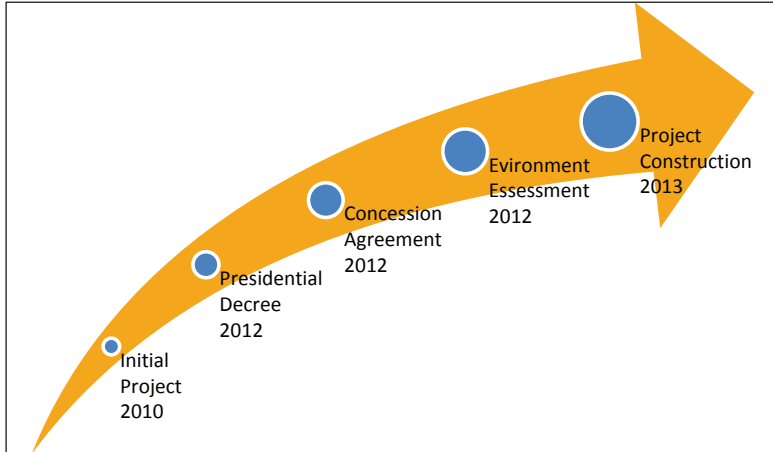 Initial
Project
2010
Presidential
Decree
2012
Concession
Agreement
2012
Evironment
Essessment
2012
Project
Construction
2013